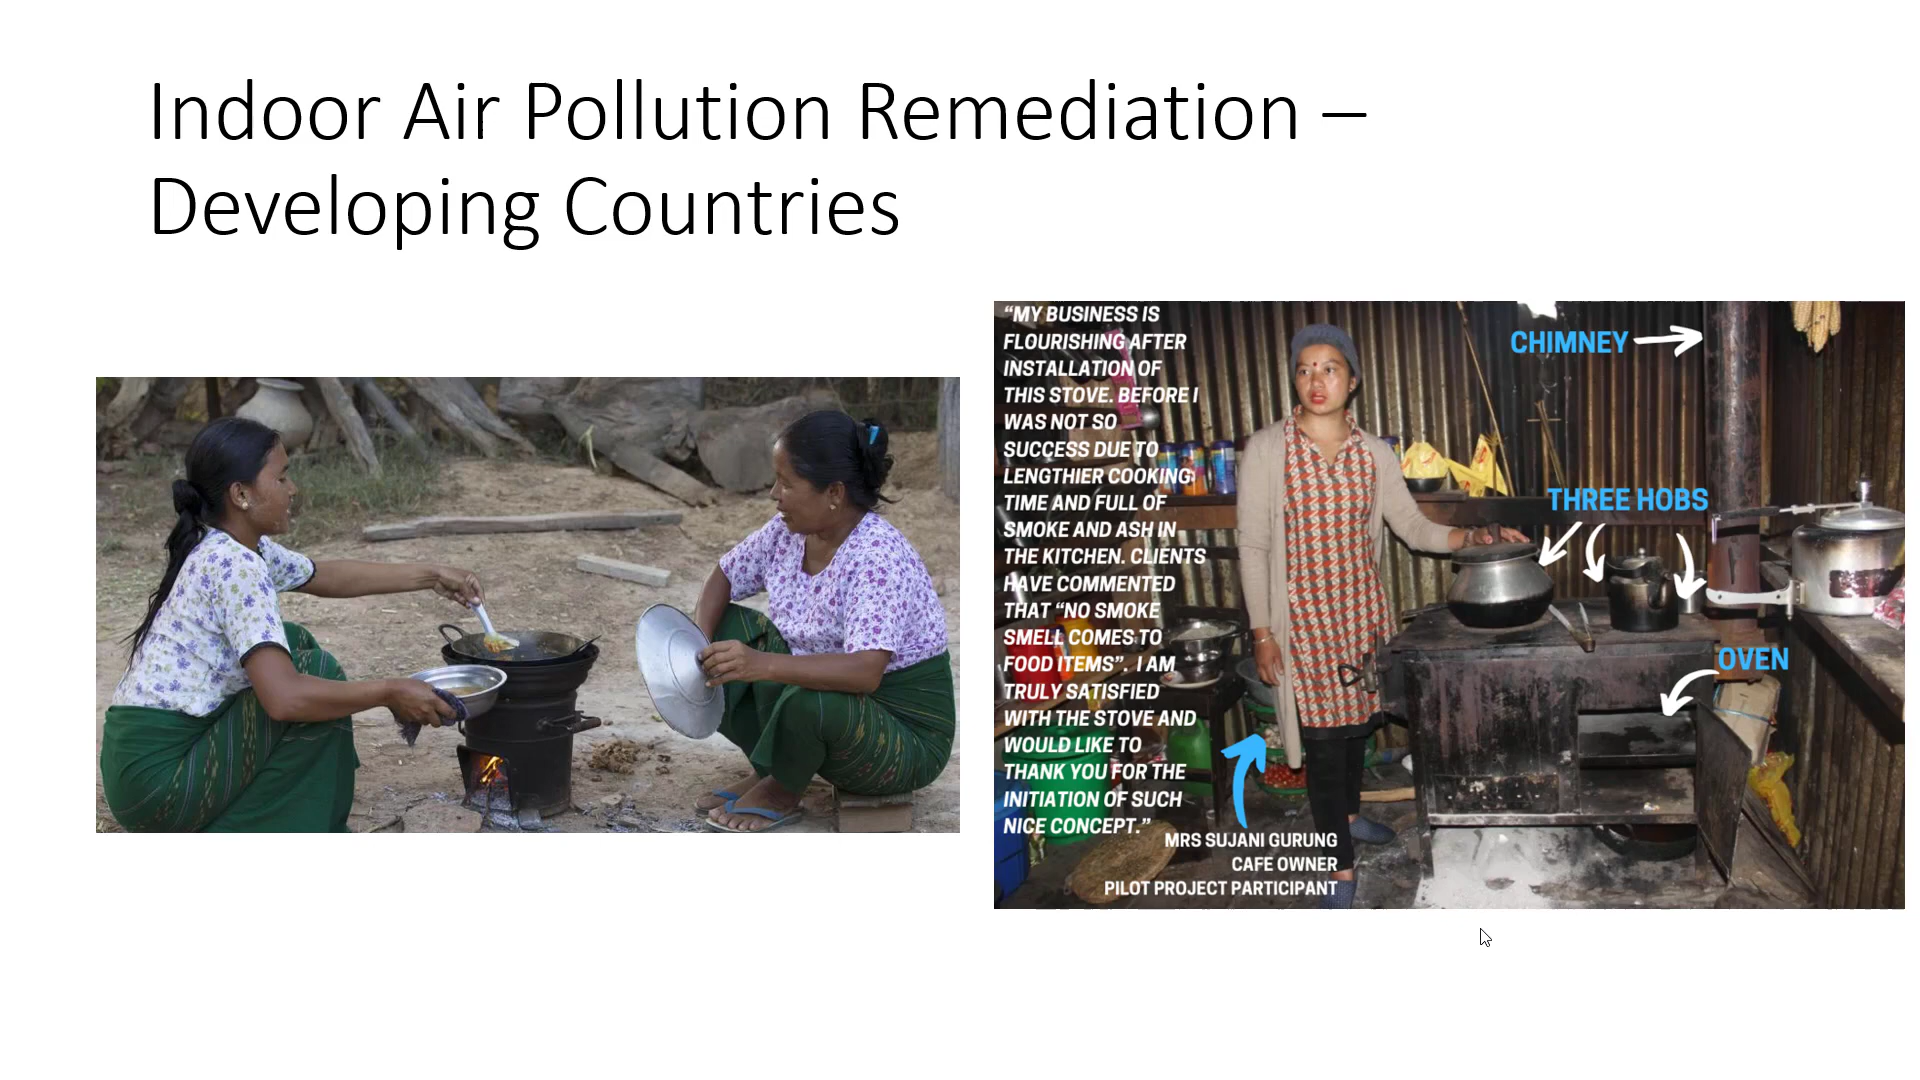 Indoor Air Pollution Remediation –
Developing Countries
“MY BUSINESS IS
FLOURISHING AFTER
INSTALLATION OF
THIS STOVE. BEFORE I
WAS NOT SO
SUCCESS DUE TO
LENGTHIER COOKING
TIME AND FULL OF
SMOKE AND ASH IN
THE KITCHEN. CLIENTS
HAVE COMMENTED
THAT “NO SMOKE
SMELL COMES TO
FOOD ITEMS”. I AM
TRULY SATISFIED
WITH THE STOVE AND
WOULD LIKE TO
THANK YOU FOR THE
INITIATION OF SUCH
NICE CONCEPT.”
MRS SUJANI GURUNG
CAFE OWNER
PILOT PROJECT PARTICIPANT
CHIMNEY
THREE HOBS
OVEN